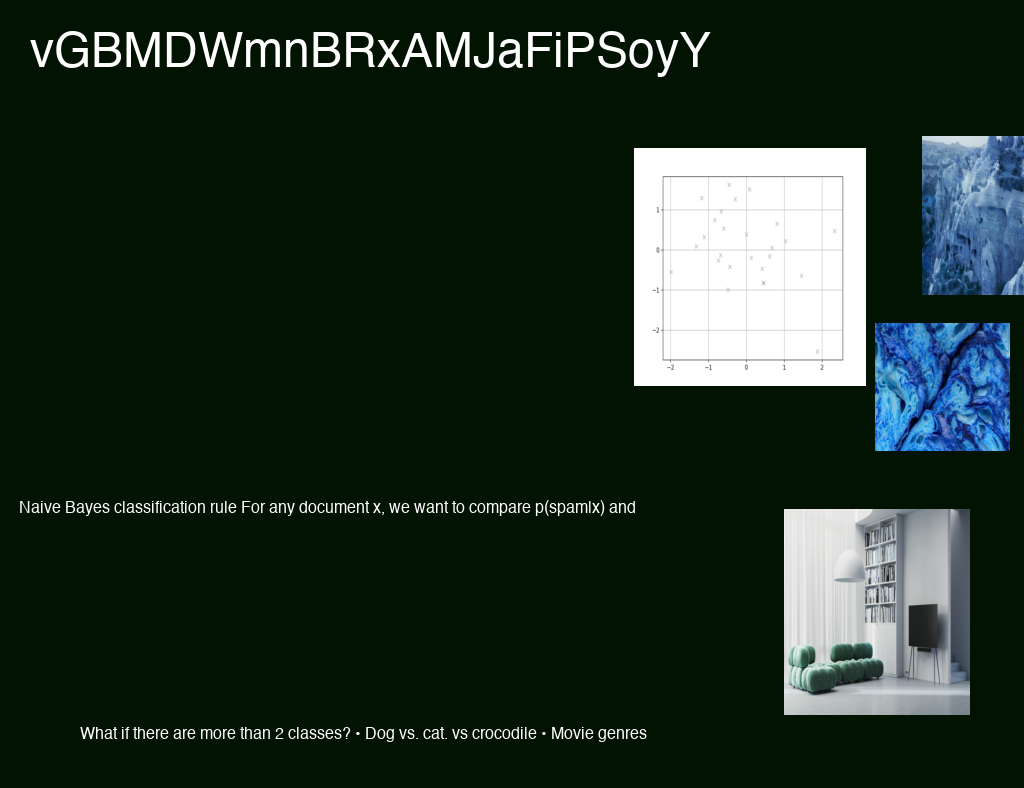 vGBMDWmnBRxAMJaFiPSoyY
1
0
−1
−2
−2 −1 0 1 2
Naive Bayes classification rule For any document x, we want to compare p(spamlx) and
What if there are more than 2 classes? • Dog vs. cat. vs crocodile • Movie genres